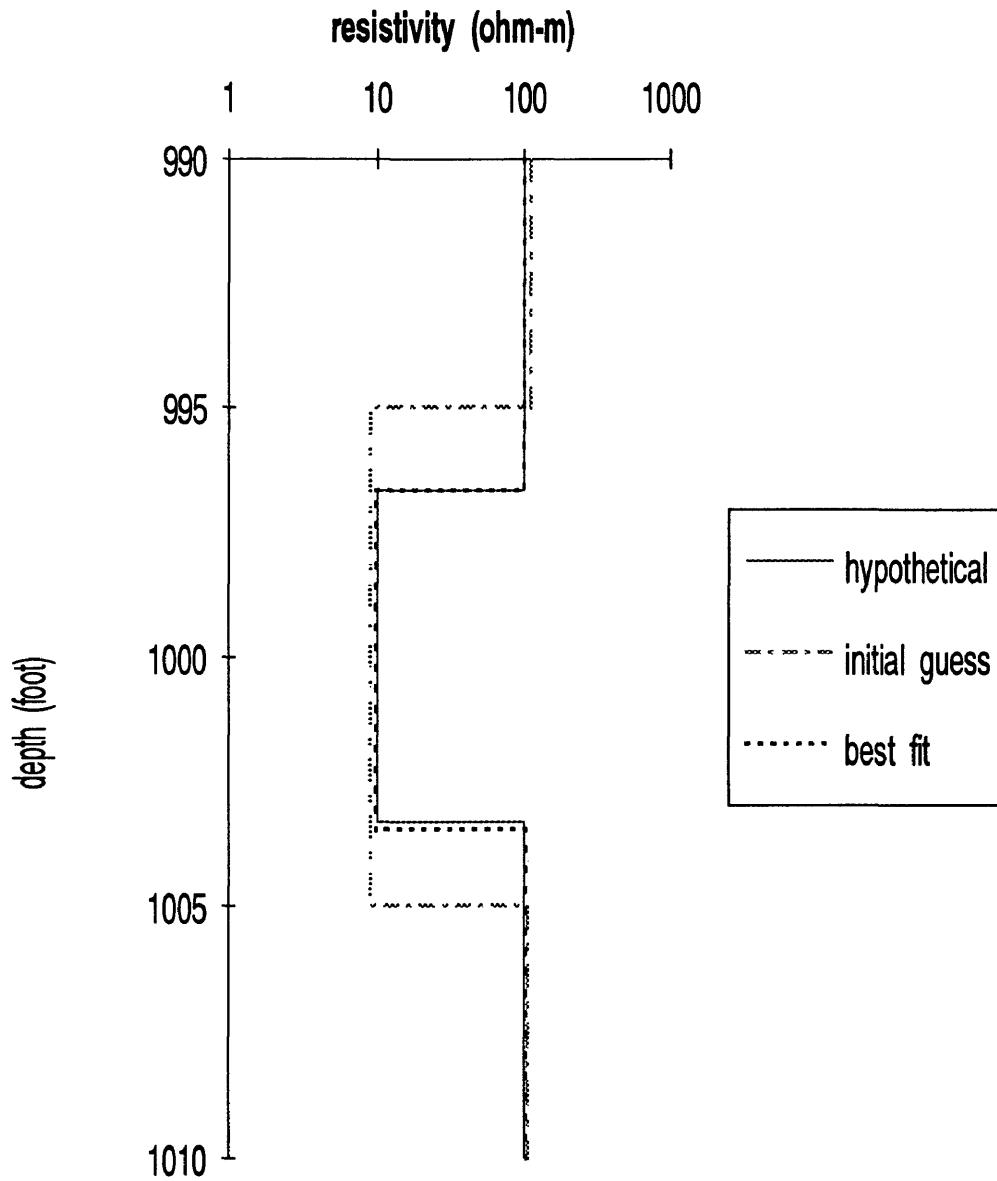 resistivity (ohm-m)
1 10 100 1000
990
995
1000
1005
1010
depth (foot)
hypothetical
initial guess
best fit